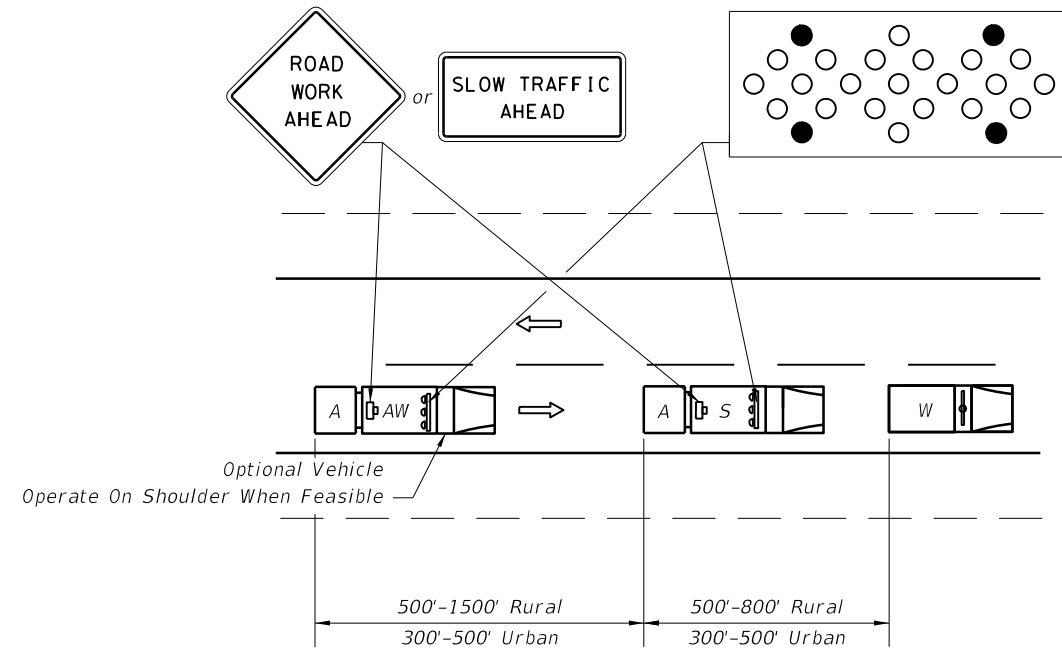 ROAD
WORK
AHEAD
or
SLOW TRAFFIC
AHEAD
A
AW
A
S
W
Optional Vehicle
Operate On Shoulder When Feasible
500'-1500' Rural
300'-500' Urban
500'-800' Rural
300'-500' Urban